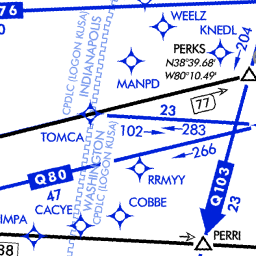 76
WEELZ
KNEDL
0
PERKS
N38°39.68'
W80°10.49'
204
MANPD
CPDLC (LOGON KUSA)
INDIANAPOLIS
77
23
TOMCA
102
283
266
WASHINGTON
CPDLC (LOGON KUSA)
RRMYY
Q80
47
Q103
23
CACYE
COBBE
IMPA
PERRI
38